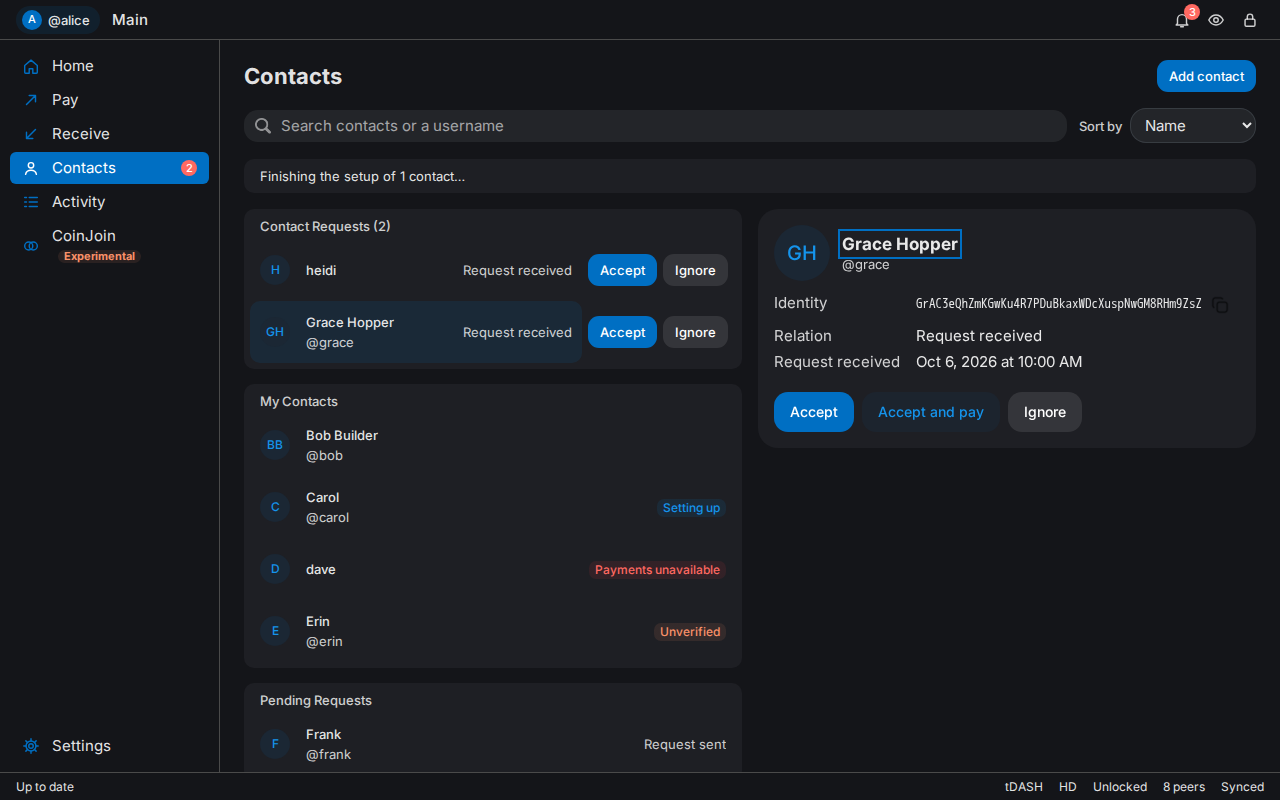 A @alice Main 3
Home
Pay
Receive
Contacts 2
Activity
CoinJoin
Experimental
Settings
Contacts
Add contact
Search contacts or a username
Sort by Name
Finishing the setup of 1 contact...
Contact Requests (2)
H heidi Request received Accept Ignore
GH Grace Hopper Request received Accept Ignore
@grace
My Contacts
BB Bob Builder
@bob
C Carol Setting up
@carol
D dave Payments unavailable
E Erin Unverified
@erin
Pending Requests
F Frank Request sent
@frank
GH Grace Hopper
@grace
Identity GrAC3eQhZmKGwKu4R7PDuBkaxWDcXuspNwGM8RHm9ZsZ
Relation Request received
Request received Oct 6, 2026 at 10:00 AM
Accept Accept and pay Ignore
Up to date tDASH HD Unlocked 8 peers Synced